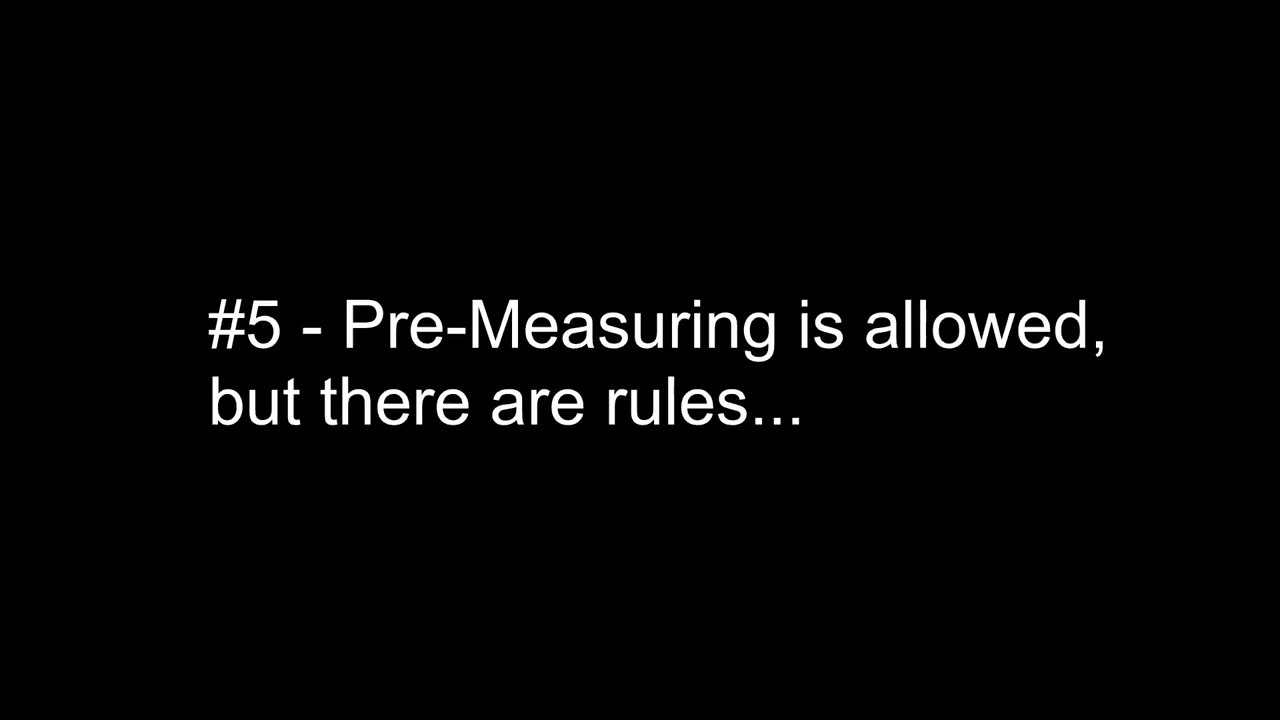 #5 - Pre-Measuring is allowed,
but there are rules...